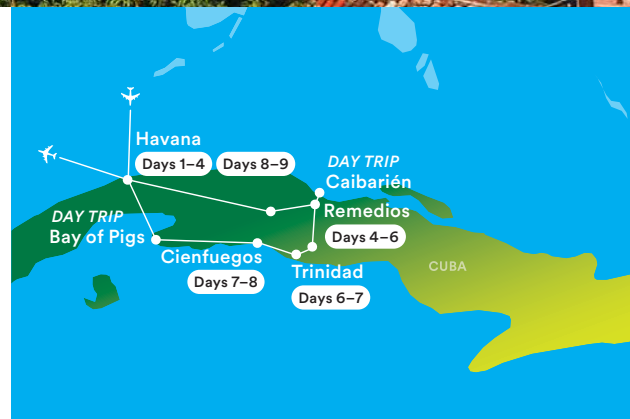 Havana
Days 1–4
Days 8–9
DAY TRIP
Caibarién
Remedios
Days 4–6
DAY TRIP
Bay of Pigs
Cienfuegos
Days 7–8
Trinidad
Days 6–7
CUBA